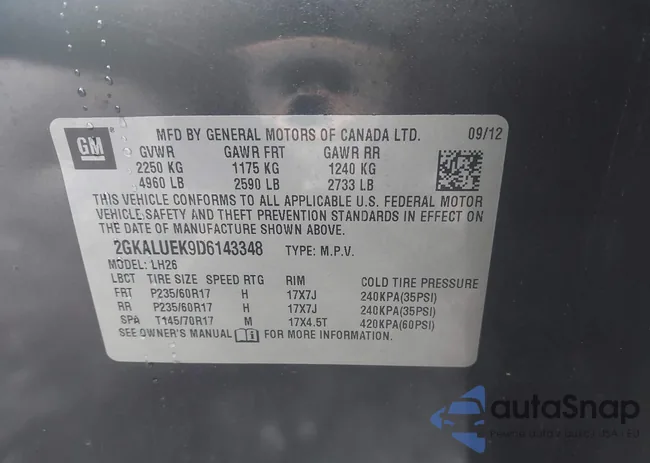 GM
MFD BY GENERAL MOTORS OF CANADA LTD. 09/12
GVWR GAWR FRT GAWR RR
2250 KG 1175 KG 1240 KG
4960 LB 2590 LB 2733 LB
THIS VEHICLE CONFORMS TO ALL APPLICABLE U.S. FEDERAL MOTOR
VEHICLE SAFETY AND THEFT PREVENTION STANDARDS IN EFFECT ON
THE DATE OF MANUFACTURE SHOWN ABOVE.
2GKALUEK9D6143348 TYPE: M.P.V.
MODEL: LH26
LBCT TIRE SIZE SPEED RTG RIM COLD TIRE PRESSURE
FRT P235/60R17 H 17X7J 240KPA(35PSI)
RR P235/60R17 H 17X7J 240KPA(35PSI)
SPA T145/70R17 M 17X4.5T 420KPA(60PSI)
SEE OWNER'S MANUAL FOR MORE INFORMATION.
autaSnap
USA - EU